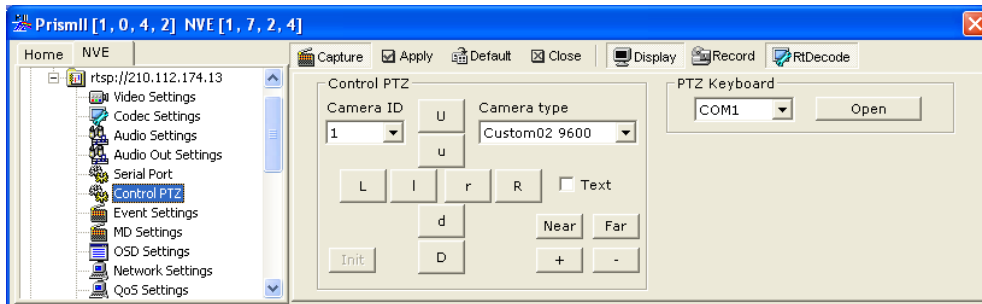 PrismII [1, 0, 4, 2]  NVE [1, 7, 2, 4]
Home NVE
Capture Apply Default Close Display Record RtDecode
rtsp://210.112.174.13
Video Settings
Codec Settings
Audio Settings
Audio Out Settings
Serial Port
Control PTZ
Event Settings
MD Settings
OSD Settings
Network Settings
QoS Settings
Control PTZ
Camera ID
1
Camera type
Custom02 9600
U
u
L l r R
Text
d
D
Near Far
Init
+ -
PTZ Keyboard
COM1 Open